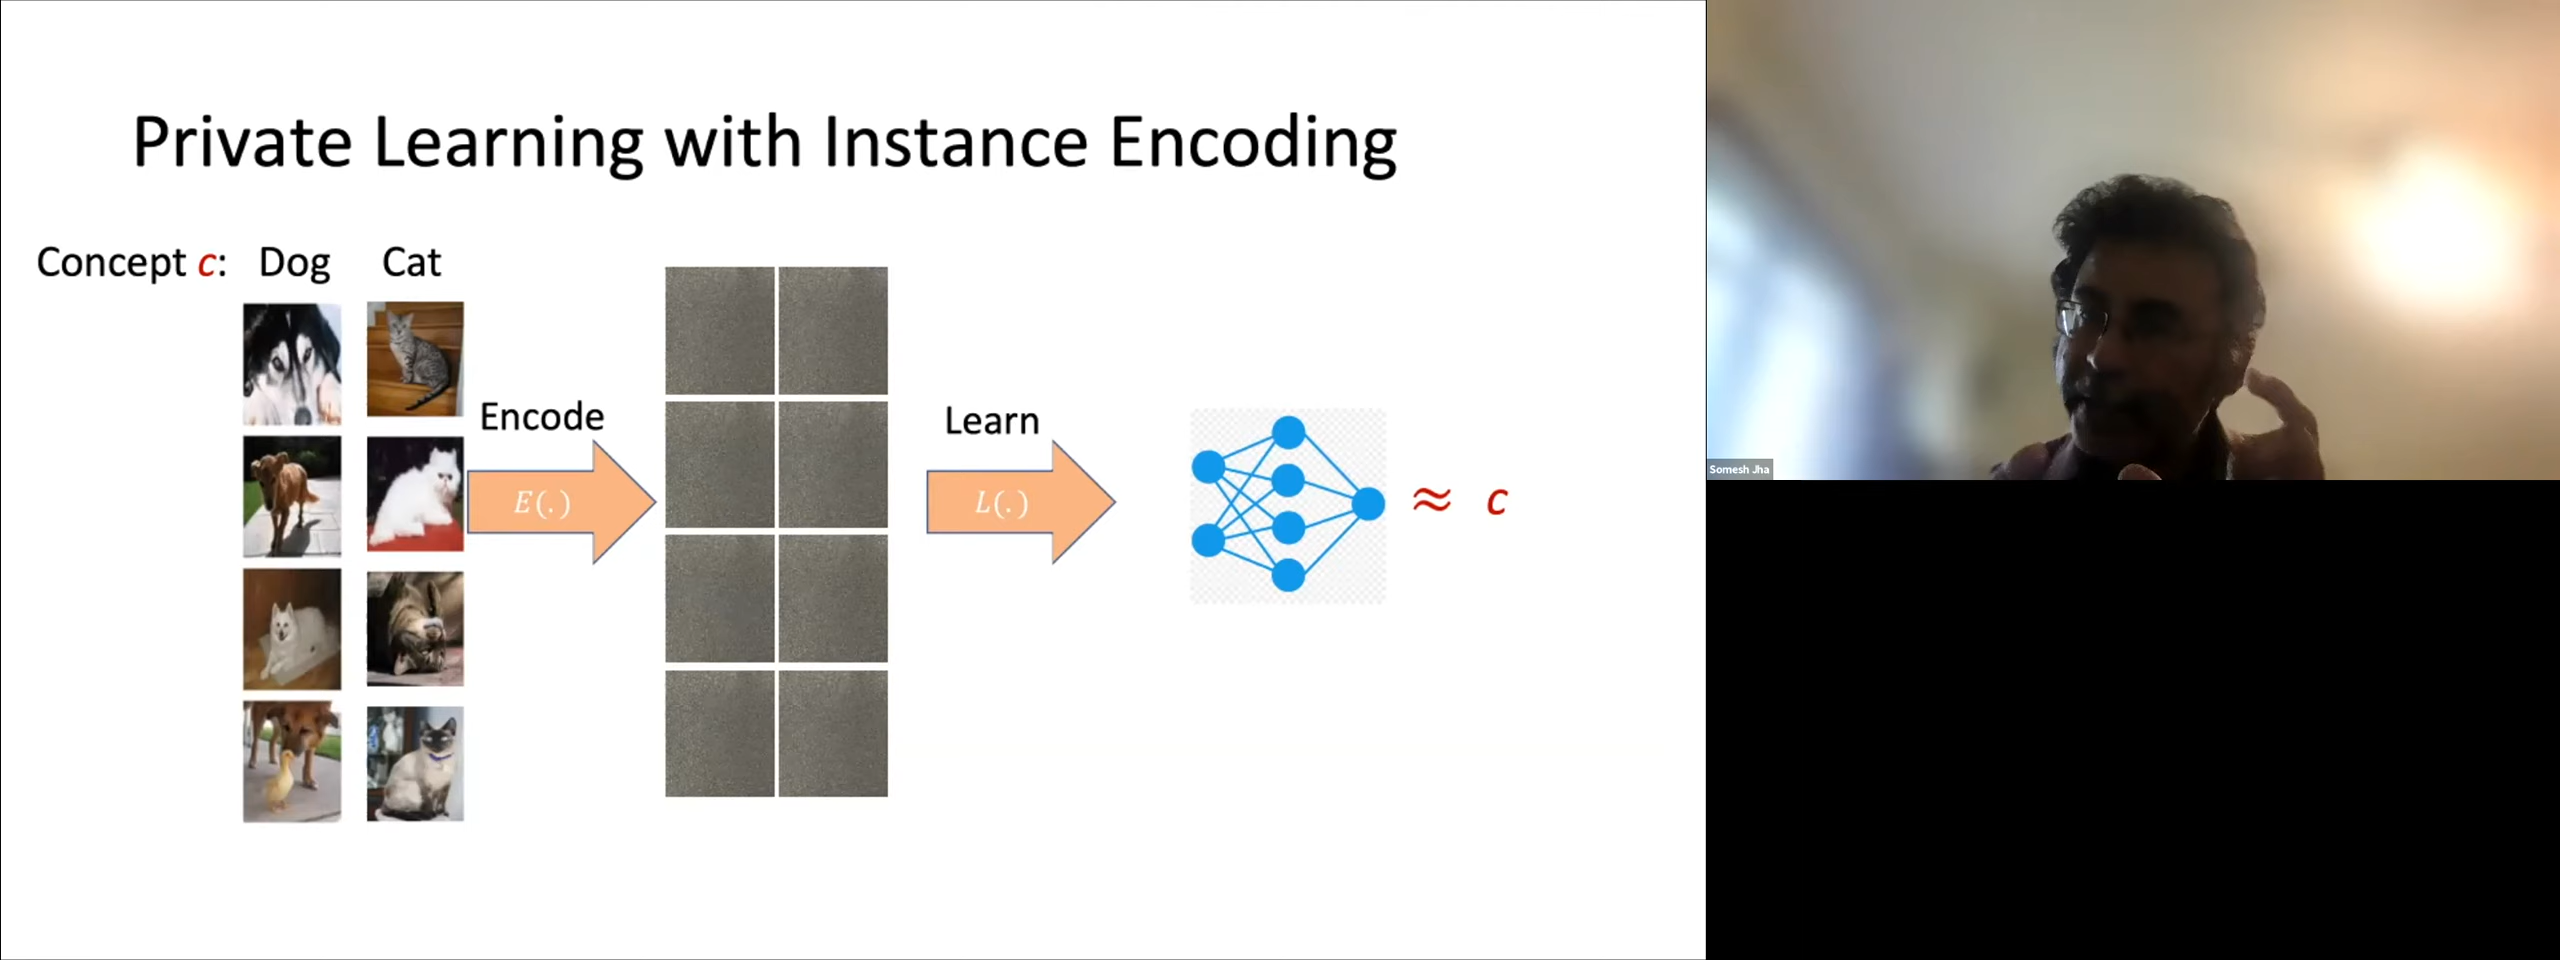 Private Learning with Instance Encoding
Concept c: Dog Cat
Encode
E(.)
Learn
L(.)
≈ c
Somesh Jha